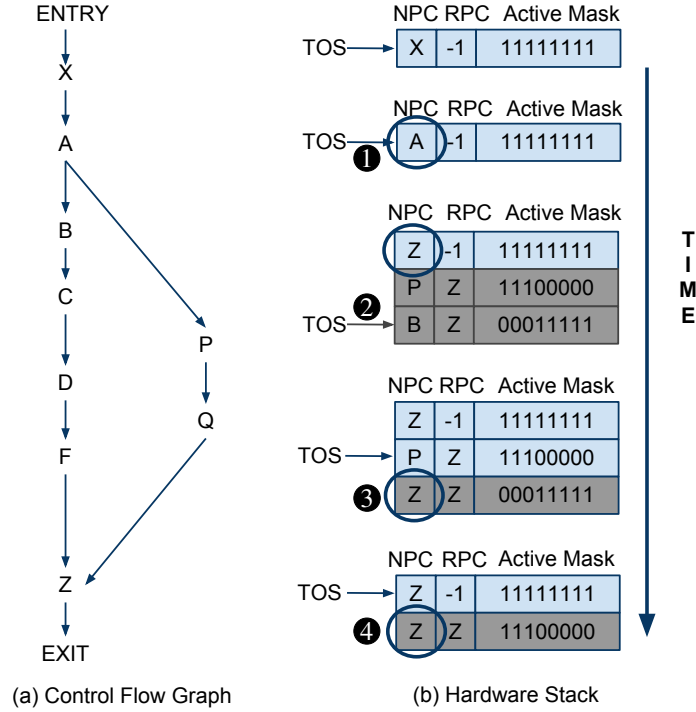 ENTRY
X
A
B
C
D
F
Z
EXIT
P
Q
(a) Control Flow Graph
NPC RPC Active Mask
TOS X -1 11111111
NPC RPC Active Mask
TOS 1 A -1 11111111
NPC RPC Active Mask
Z -1 11111111
2 P Z 11100000
TOS B Z 00011111
NPC RPC Active Mask
Z -1 11111111
TOS P Z 11100000
3 Z Z 00011111
NPC RPC Active Mask
TOS Z -1 11111111
4 Z Z 11100000
(b) Hardware Stack
T
I
M
E